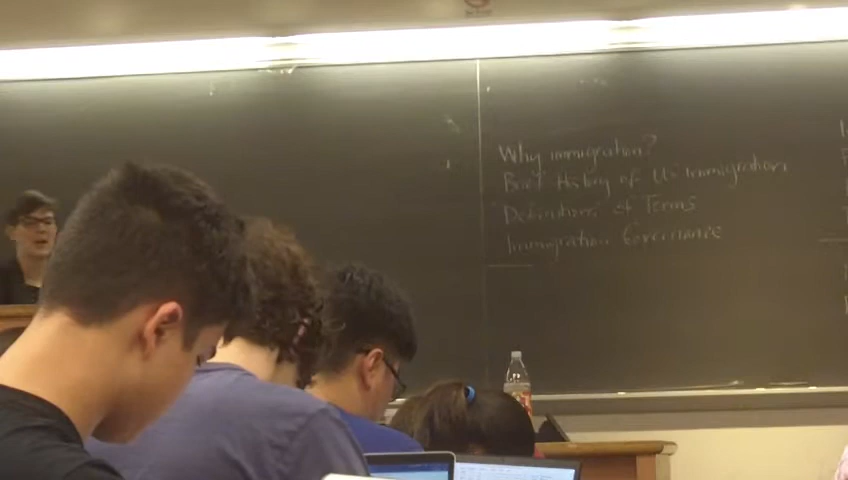 Why immigration?
Brief History of US immigration
Definitions of Terms
Immigration Governance